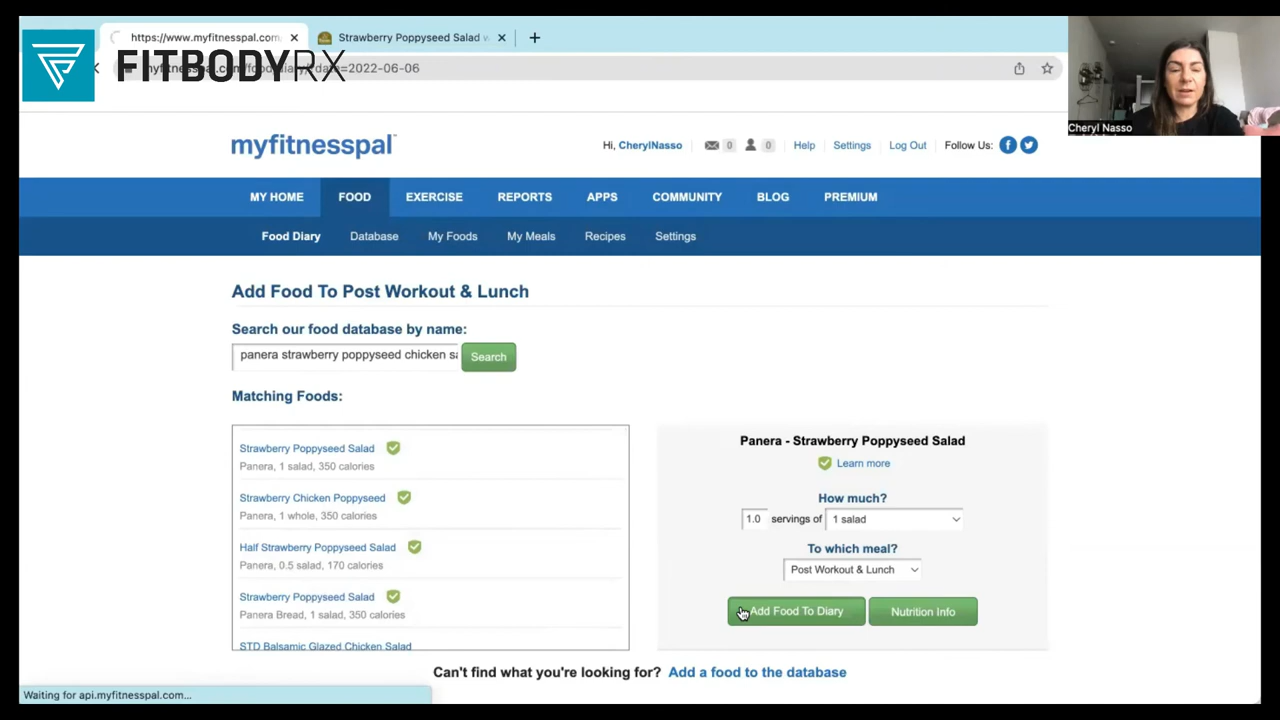 https://www.myfitnesspal.com/
Strawberry Poppyseed Salad w
FITBODYRX
date=2022-06-06
Cheryl Nasso
myfitnesspal
Hi, CherylNasso 0 0 Help Settings Log Out Follow Us:
MY HOME FOOD EXERCISE REPORTS APPS COMMUNITY BLOG PREMIUM
Food Diary Database My Foods My Meals Recipes Settings
Add Food To Post Workout & Lunch
Search our food database by name:
panera strawberry poppyseed chicken sa Search
Matching Foods:
Strawberry Poppyseed Salad
Panera, 1 salad, 350 calories
Strawberry Chicken Poppyseed
Panera, 1 whole, 350 calories
Half Strawberry Poppyseed Salad
Panera, 0.5 salad, 170 calories
Strawberry Poppyseed Salad
Panera Bread, 1 salad, 350 calories
STD Balsamic Glazed Chicken Salad
Panera - Strawberry Poppyseed Salad
Learn more
How much?
1.0 servings of 1 salad
To which meal?
Post Workout & Lunch
Add Food To Diary Nutrition Info
Can't find what you're looking for? Add a food to the database
Waiting for api.myfitnesspal.com...